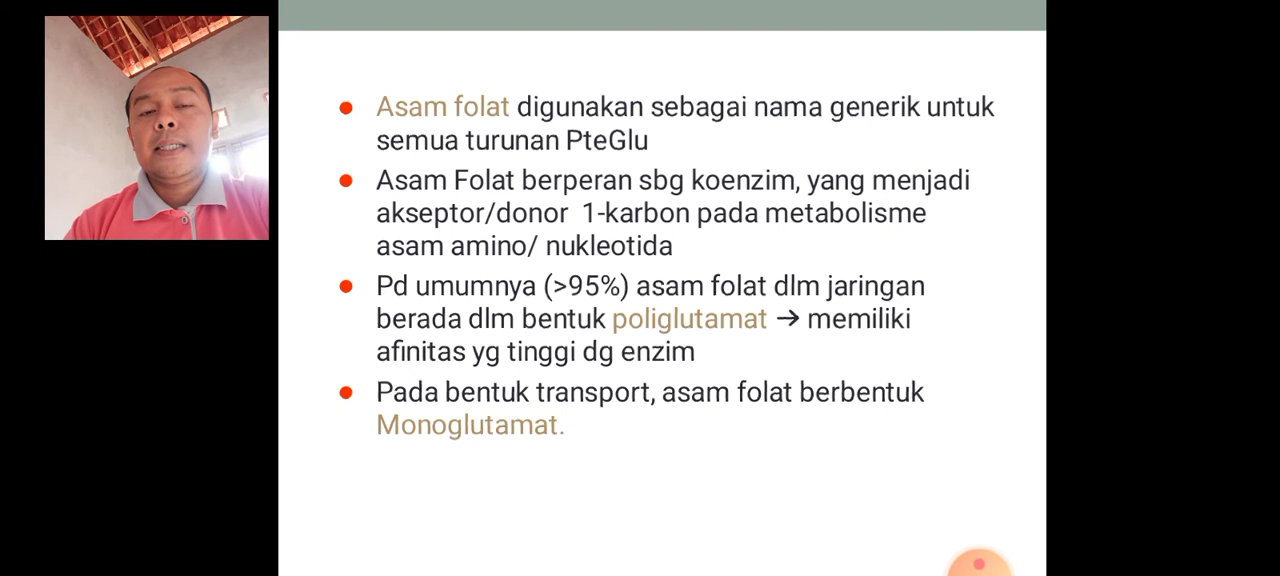 Asam folat digunakan sebagai nama generik untuk
semua turunan PteGlu
Asam Folat berperan sbg koenzim, yang menjadi
akseptor/donor 1-karbon pada metabolisme
asam amino/ nukleotida
Pd umumnya (>95%) asam folat dlm jaringan
berada dlm bentuk poliglutamat → memiliki
afinitas yg tinggi dg enzim
Pada bentuk transport, asam folat berbentuk
Monoglutamat.